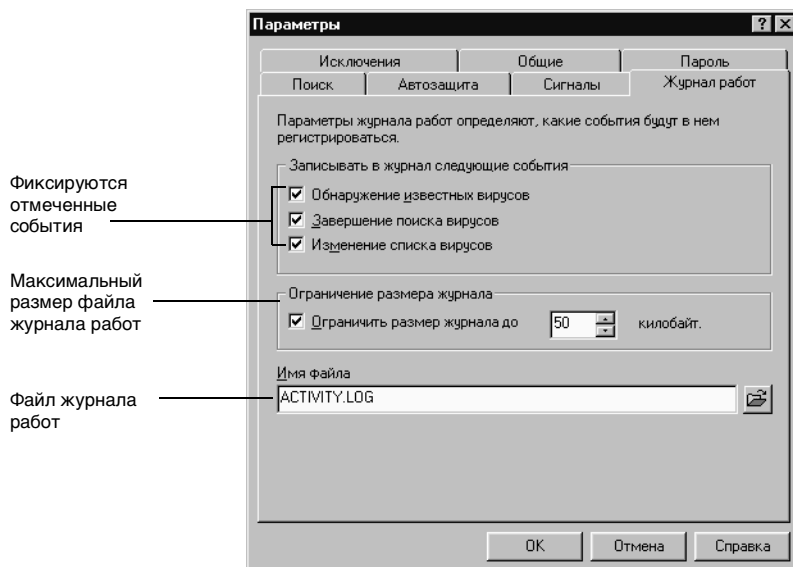 Параметры
Исключения
Общие
Пароль
Поиск
Автозащита
Сигналы
Журнал работ
Параметры журнала работ определяют, какие события будут в нем
регистрироваться.
Записывать в журнал следующие события
Фиксируются
отмеченные
события
Обнаружение известных вирусов
Завершение поиска вирусов
Изменение списка вирусов
Максимальный
размер файла
журнала работ
Ограничение размера журнала
Ограничить размер журнала до 50 килобайт.
Имя файла
Файл журнала
работ
ACTIVITY.LOG
OK
Отмена
Справка